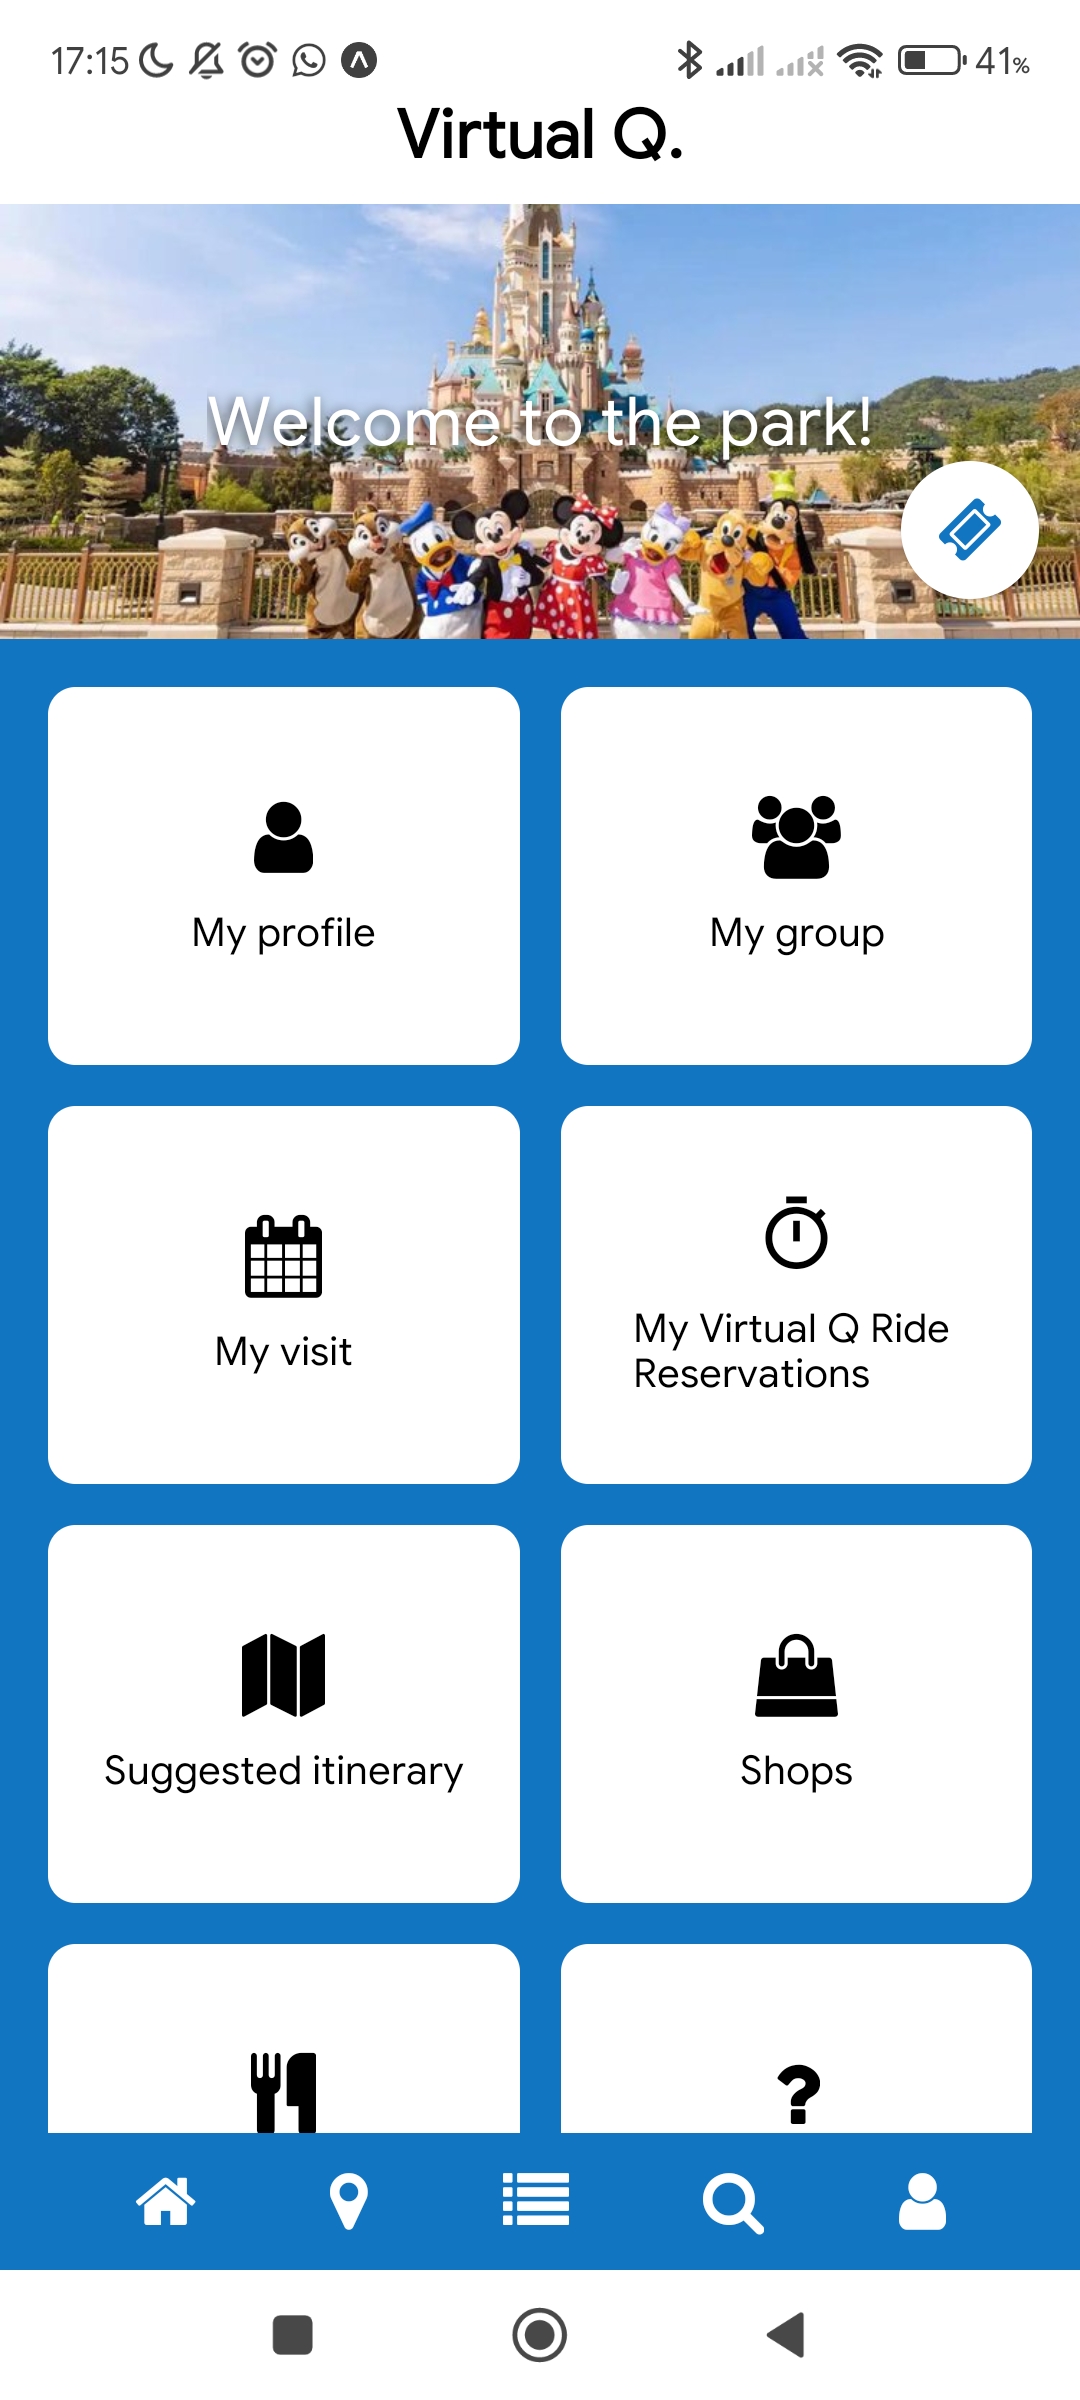 17:15
41%
Virtual Q.
Welcome to the park!
My profile
My group
My visit
My Virtual Q Ride
Reservations
Suggested itinerary
Shops